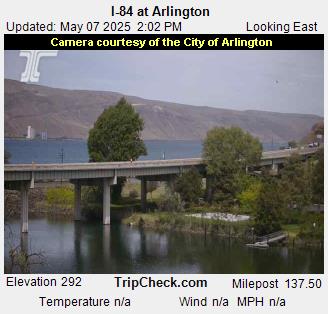 I-84 at Arlington
Updated: May 07 2025 2:02 PM Looking East
Camera courtesy of the City of Arlington
Elevation 292 TripCheck.com Milepost 137.50
Temperature n/a Wind n/a MPH n/a